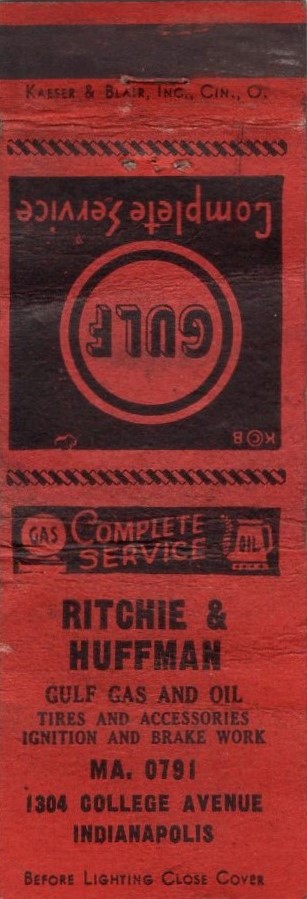 KAESER & BLAIR, INC., CIN., O.
Complete Service
GULF
K©B
GAS
COMPLETE
SERVICE
OIL
RITCHIE &
HUFFMAN
GULF GAS AND OIL
TIRES AND ACCESSORIES
IGNITION AND BRAKE WORK
MA. 0791
1304 COLLEGE AVENUE
INDIANAPOLIS
BEFORE LIGHTING CLOSE COVER